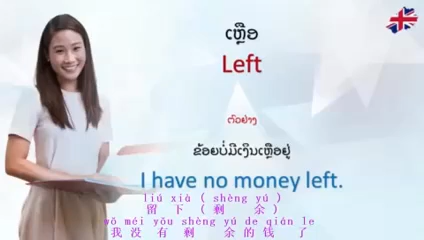 ເຫຼືອ
Left
ຕົວຢ່າງ
ຂ້ອຍບໍ່ມີເງິນເຫຼືອຢູ່
I have no money left.
liú xià ( shèng yú )
留 下 ( 剩 余 )
wǒ méi yǒu shèng yú de qián le
我 没 有 剩 余 的 钱 了